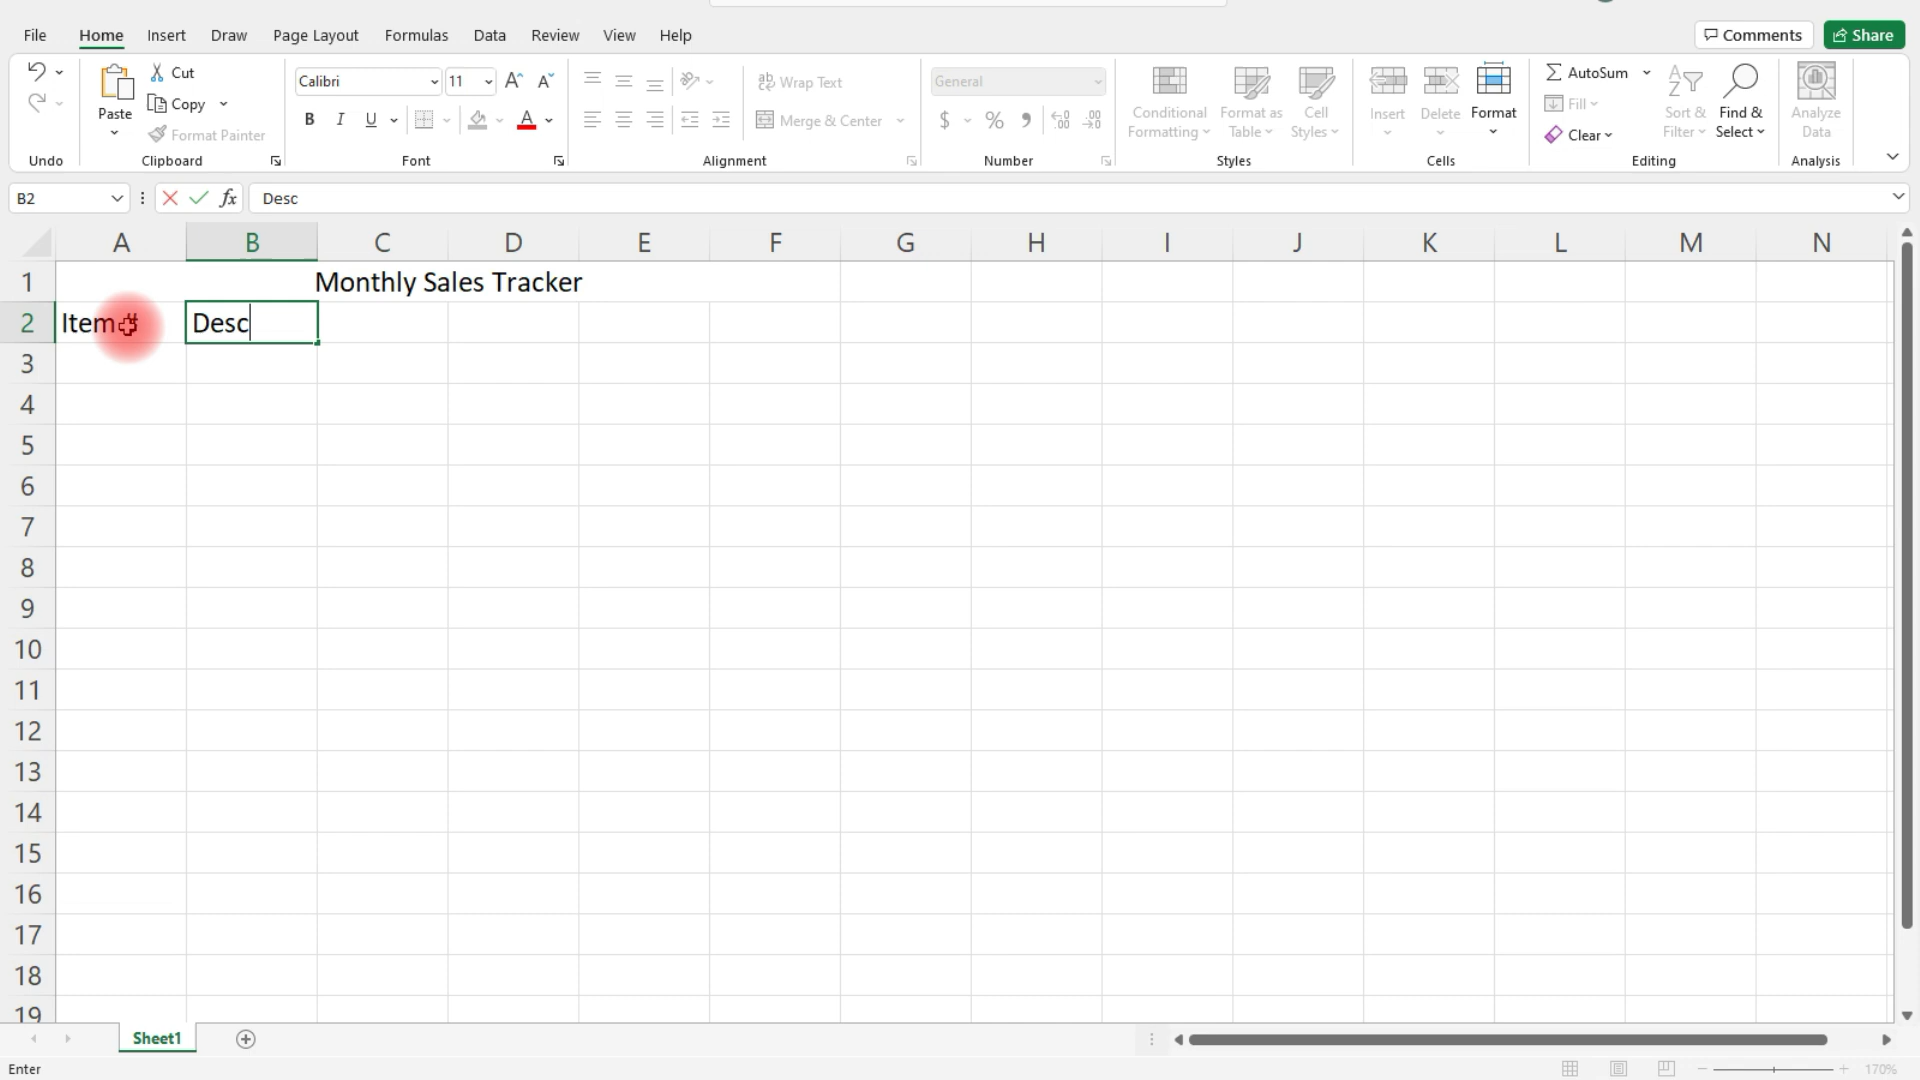 File Home Insert Draw Page Layout Formulas Data Review View Help Comments Share
Cut
Calibri 11 Wrap Text General AutoSum
Copy Fill
Paste Conditional Formatting Format as Table Cell Styles Insert Delete Format Sort & Filter Find & Select Analyze Data
B I U A Merge & Center $ % 9
Format Painter Clear
Undo Clipboard Font Alignment Number Styles Cells Editing Analysis
B2 fx Desc
A B C D E F G H I J K L M N
1 Monthly Sales Tracker
2 Item # Desc
3
4
5
6
7
8
9
10
11
12
13
14
15
16
17
18
19
Sheet1
Enter 170%